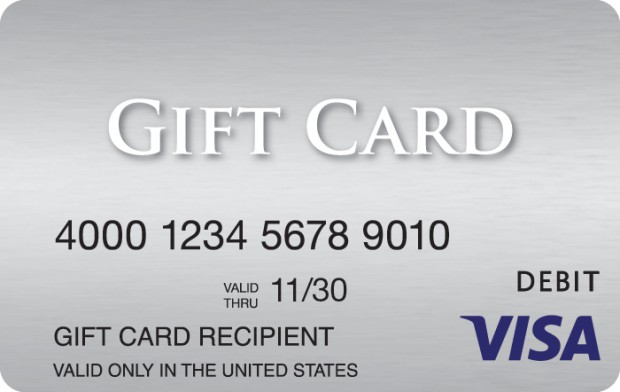 GIFT CARD
4000 1234 5678 9010
VALID THRU 11/30
DEBIT
GIFT CARD RECIPIENT
VISA
VALID ONLY IN THE UNITED STATES